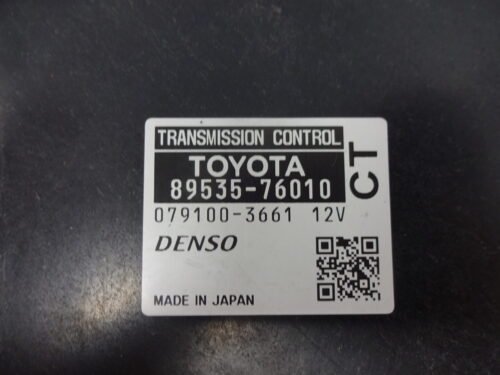 TRANSMISSION CONTROL
TOYOTA
89535-76010
CT
079100-3661 12V
DENSO
MADE IN JAPAN